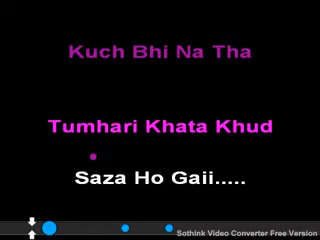 Kuch Bhi Na Tha
Tumhari Khata Khud
Saza Ho Gaii.....
Sothink Video Converter Free Version